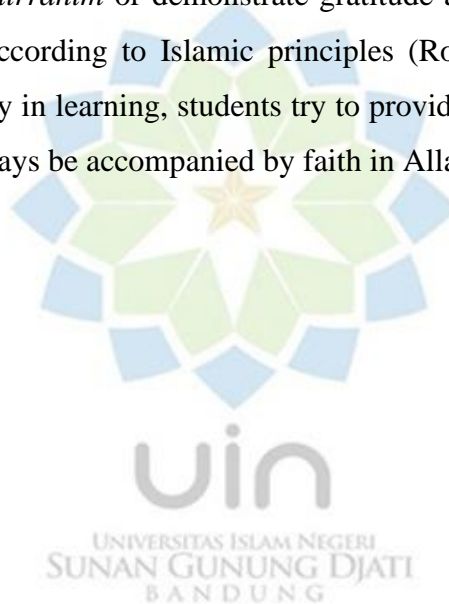 or demonstrate gratitude a
ccording to Islamic principles (Ro
y in learning, students try to provid
ays be accompanied by faith in Alla
uin
UNIVERSITAS ISLAM NEGERI
SUNAN GUNUNG DJATI
BANDUNG